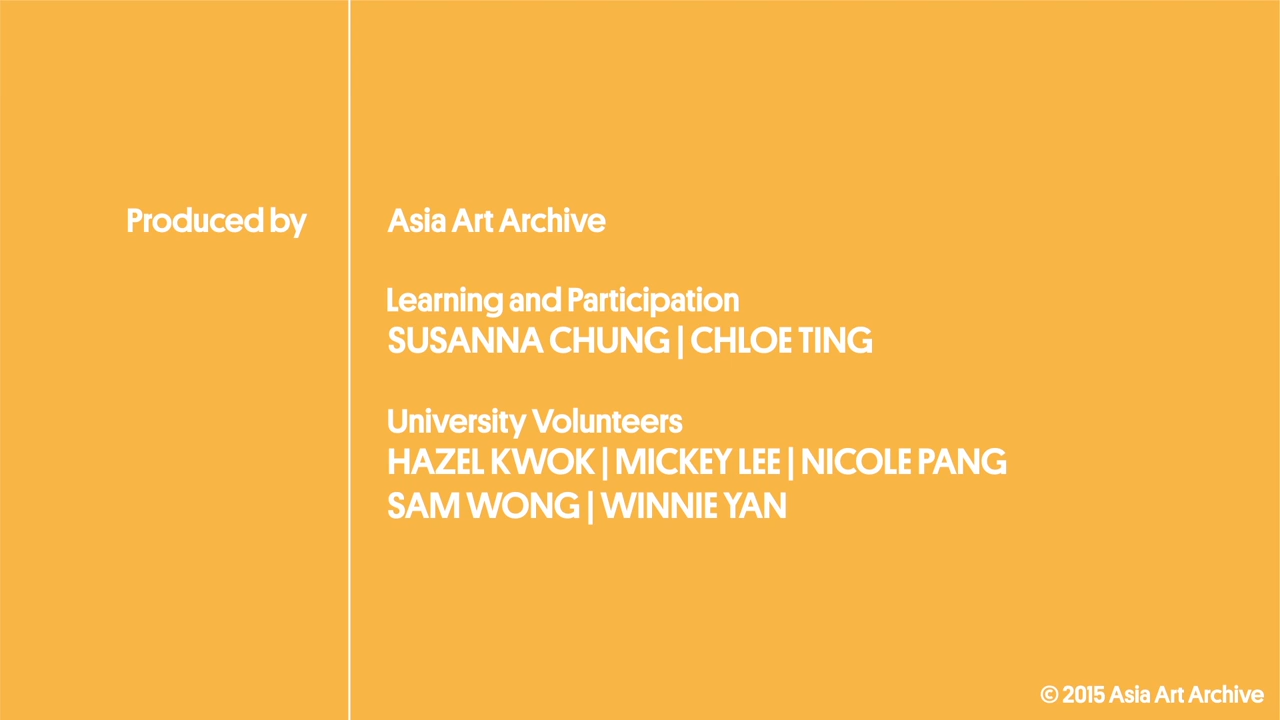 Produced by
Asia Art Archive
Learning and Participation
SUSANNA CHUNG | CHLOE TING
University Volunteers
HAZEL KWOK | MICKEY LEE | NICOLE PANG
SAM WONG | WINNIE YAN
© 2015 Asia Art Archive